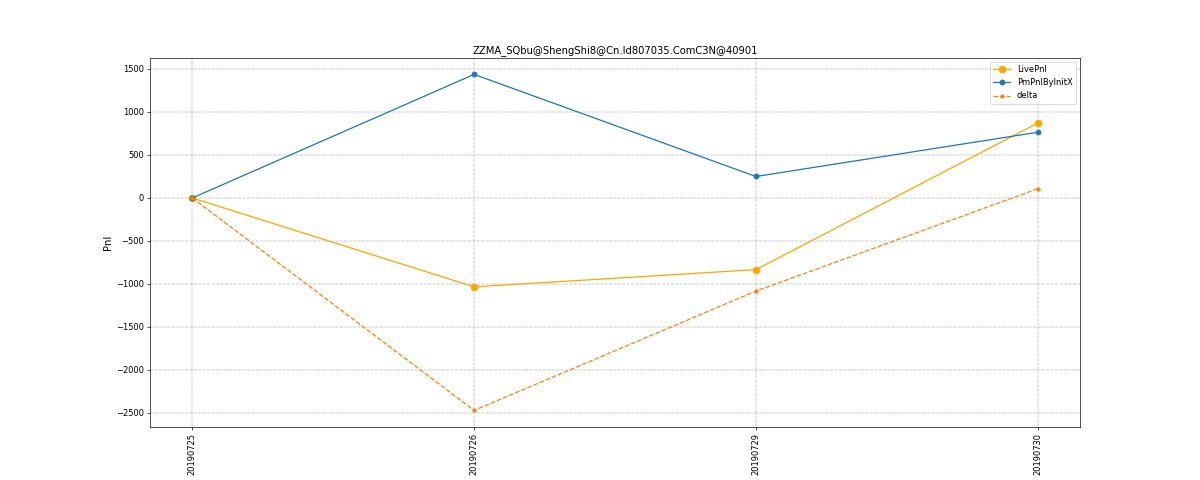 ZZMA_SQbu@ShengShi8@Cn.Id807035.ComC3N@40901
LivePnl
PmPnlByInitX
delta
Pnl
1500
1000
500
0
−500
−1000
−1500
−2000
−2500
20190725
20190726
20190729
20190730